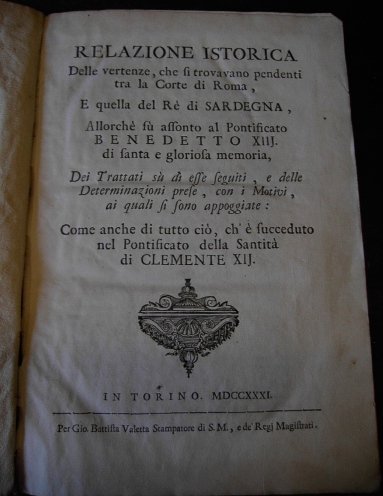 RELAZIONE ISTORICA
Delle vertenze, che si trovavano pendenti
tra la Corte di Roma,
E quella del Rè di SARDEGNA,
Allorchè fù assonto al Pontificato
BENEDETTO XIIJ.
di santa e gloriosa memoria,
Dei Trattati sù di esse seguiti, e delle
Determinazioni prese, con i Motivi,
ai quali si sono appoggiate:
Come anche di tutto ciò, ch' è succeduto
nel Pontificato della Santità
di CLEMENTE XIJ.
IN TORINO. MDCCXXXI.
Per Gio. Battista Valetta Stampatore di S. M., e de' Regj Magistrati.